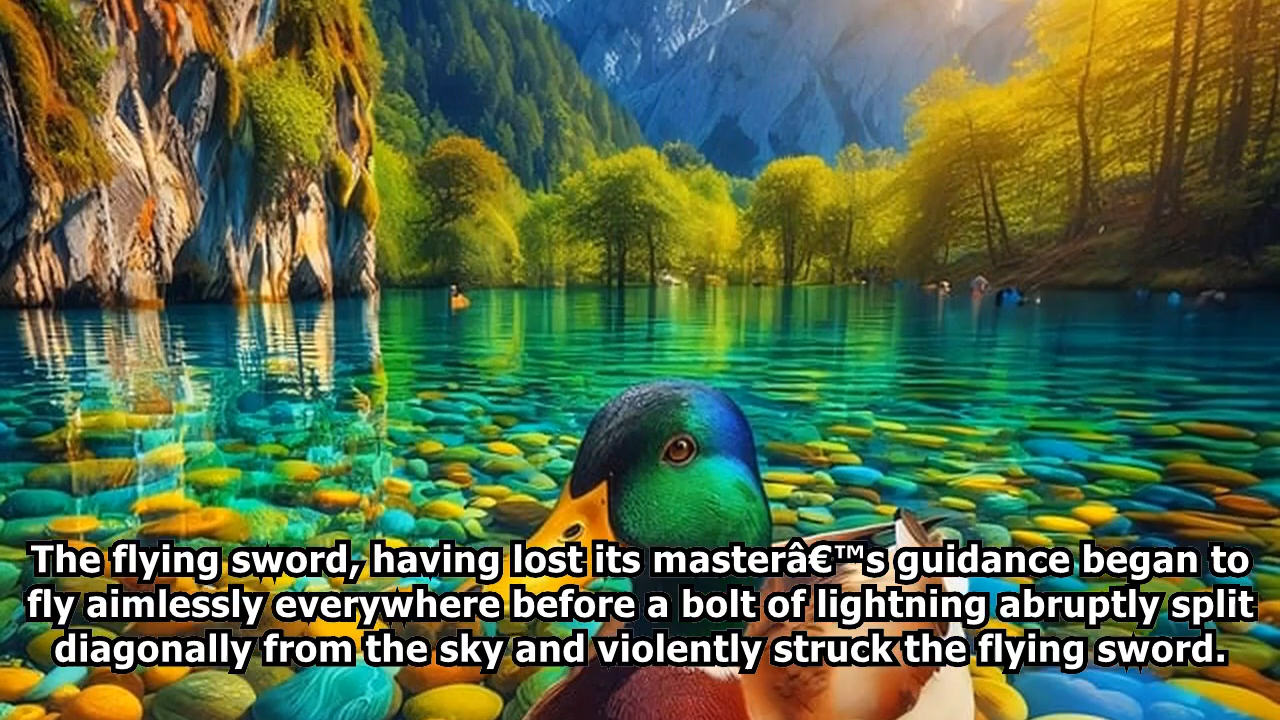 The flying sword, having lost its masterâ€™s guidance began to
fly aimlessly everywhere before a bolt of lightning abruptly split
diagonally from the sky and violently struck the flying sword.